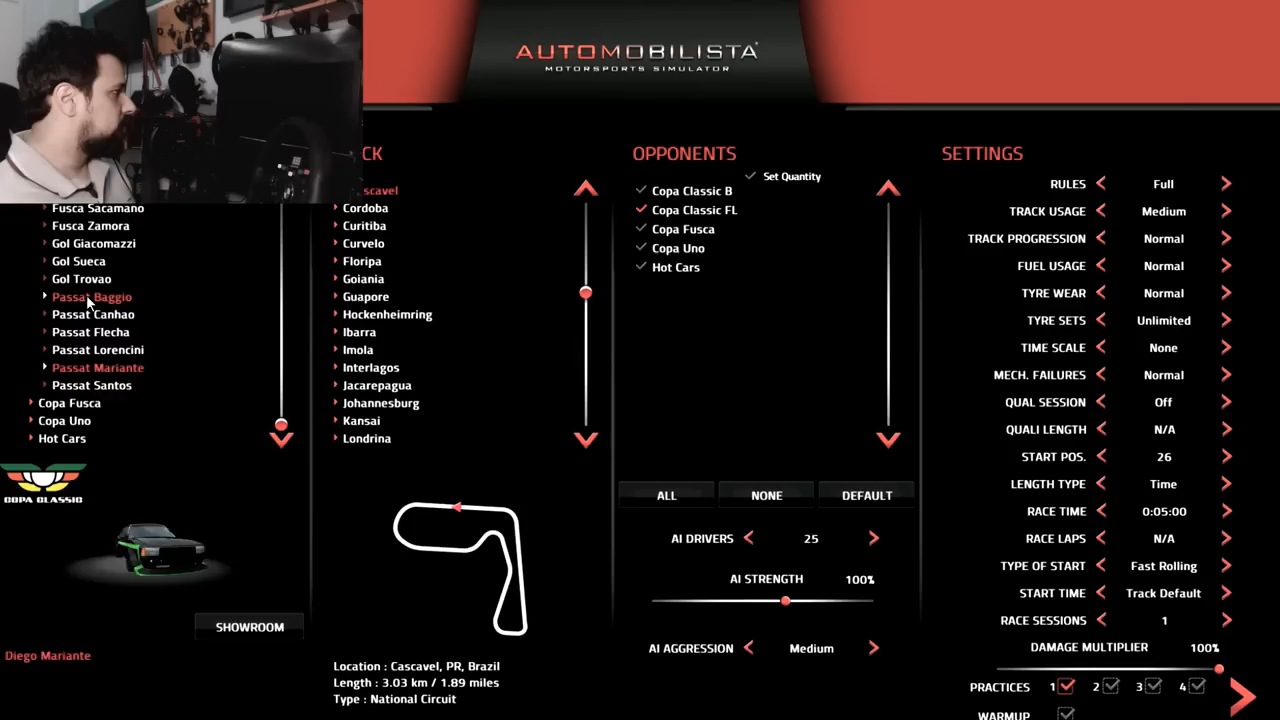 AUTOMOBILISTA
MOTORSPORTS SIMULATOR
CK
Fusca Sacamano
Fusca Zamora
Gol Giacomazzi
Gol Sueca
Gol Trovao
Passat Baggio
Passat Canhao
Passat Flecha
Passat Lorencini
Passat Mariante
Passat Santos
Copa Fusca
Copa Uno
Hot Cars
COPA CLASSIC
SHOWROOM
Diego Mariante
scavel
Cordoba
Curitiba
Curvelo
Floripa
Goiania
Guapore
Hockenheimring
Ibarra
Imola
Interlagos
Jacarepagua
Johannesburg
Kansai
Londrina
Location : Cascavel, PR, Brazil
Length : 3.03 km / 1.89 miles
Type : National Circuit
OPPONENTS
Set Quantity
Copa Classic B
Copa Classic FL
Copa Fusca
Copa Uno
Hot Cars
ALL NONE DEFAULT
AI DRIVERS 25
AI STRENGTH 100%
AI AGGRESSION Medium
SETTINGS
RULES Full
TRACK USAGE Medium
TRACK PROGRESSION Normal
FUEL USAGE Normal
TYRE WEAR Normal
TYRE SETS Unlimited
TIME SCALE None
MECH. FAILURES Normal
QUAL SESSION Off
QUALI LENGTH N/A
START POS. 26
LENGTH TYPE Time
RACE TIME 0:05:00
RACE LAPS N/A
TYPE OF START Fast Rolling
START TIME Track Default
RACE SESSIONS 1
DAMAGE MULTIPLIER 100%
PRACTICES 1 2 3 4
WARMUP